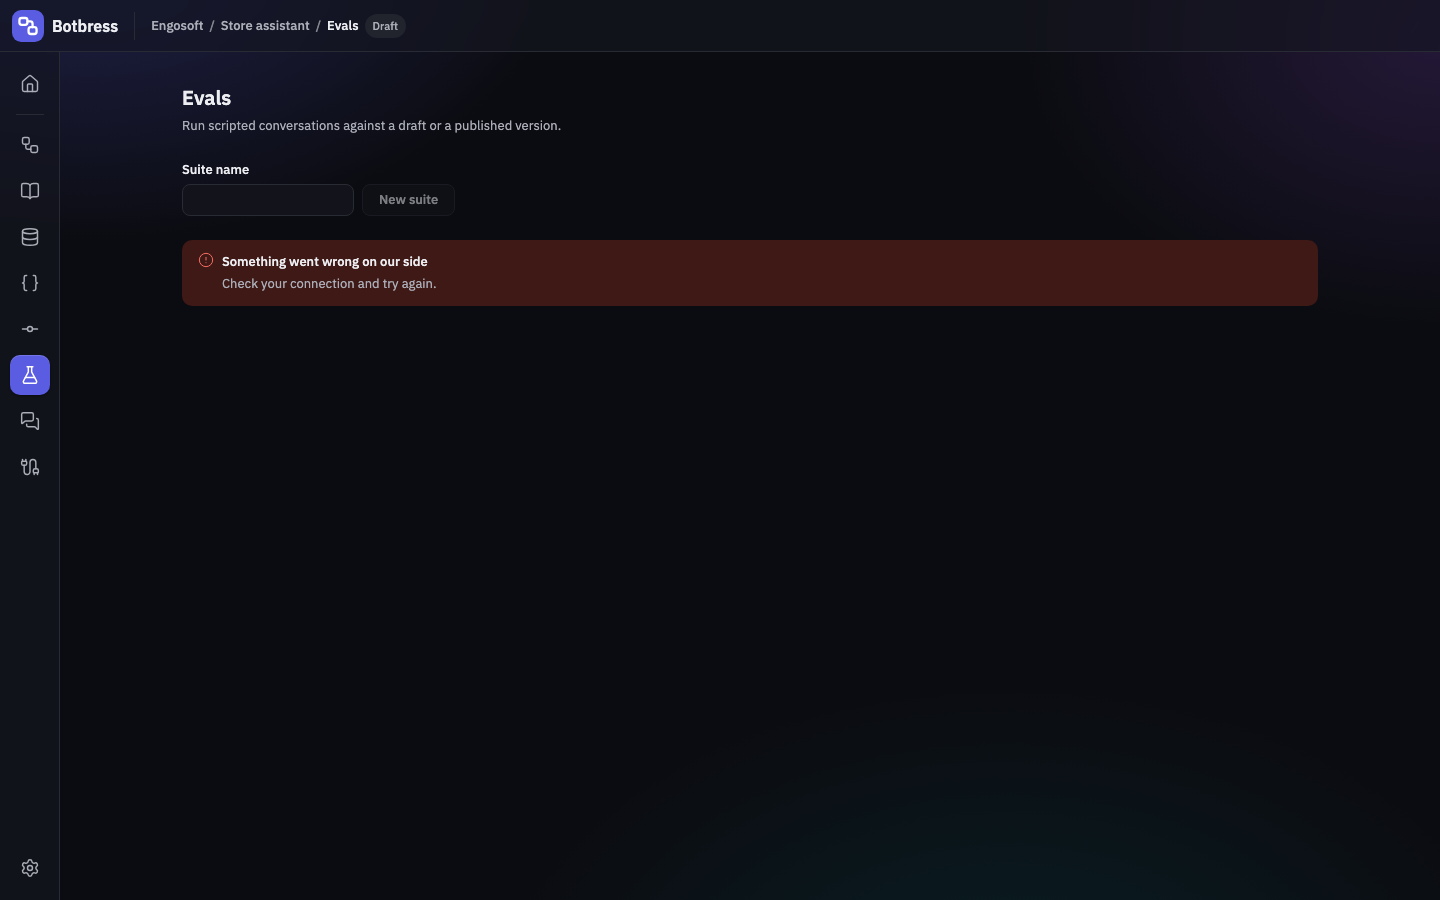 Botbress
Engosoft / Store assistant / Evals Draft
Evals
Run scripted conversations against a draft or a published version.
Suite name
New suite
Something went wrong on our side
Check your connection and try again.